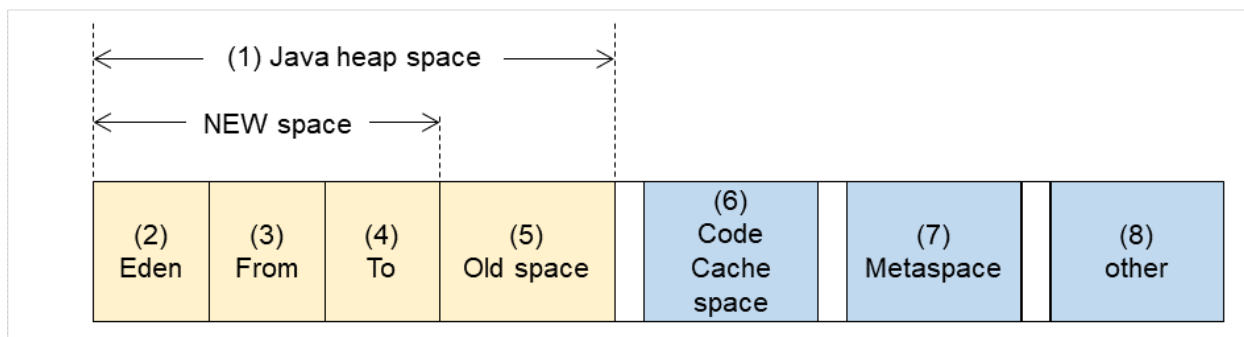 (1) Java heap space
NEW space
(2)
Eden
(3)
From
(4)
To
(5)
Old space
(6)
Code
Cache
space
(7)
Metaspace
(8)
other